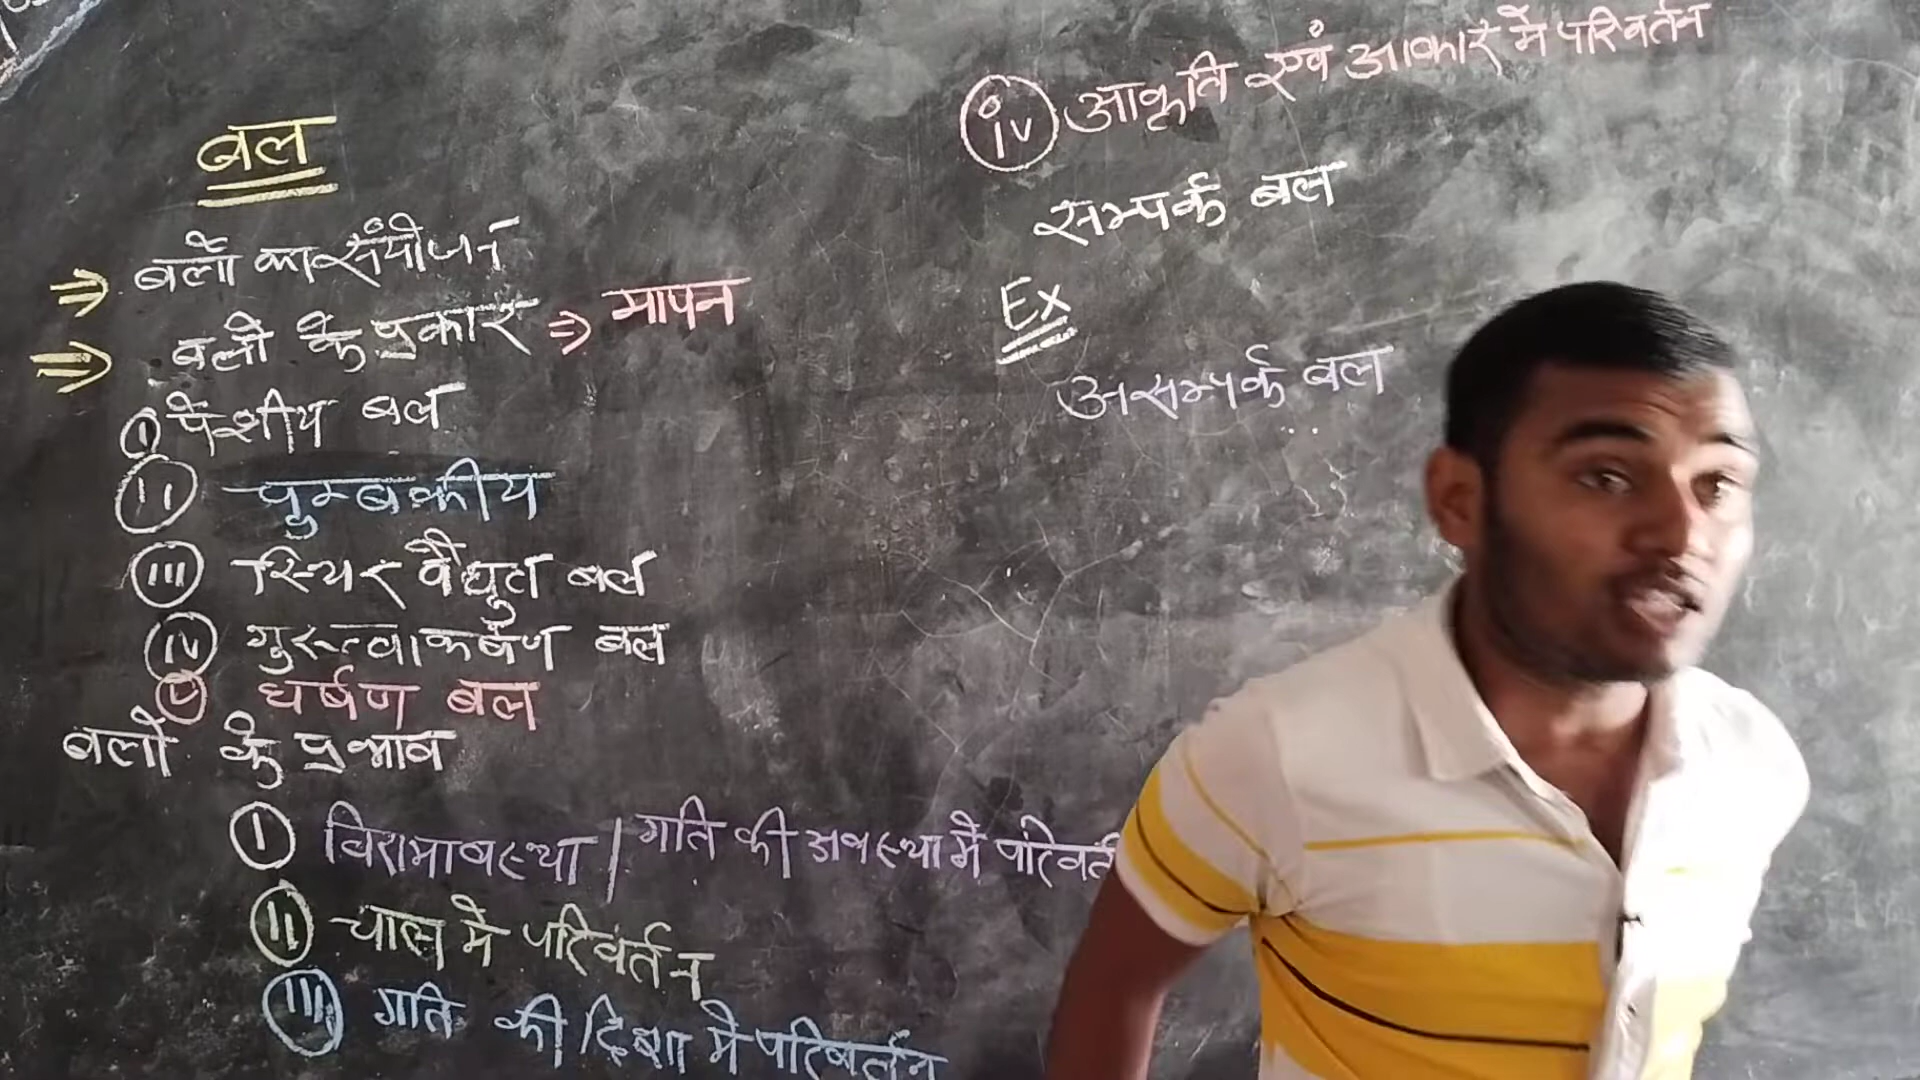 बल
⇒ बलों का संयोजन
⇒ बलों के प्रकार ⇒ मापन
(i) पेशीय बल
(ii) चुम्बकीय
(iii) स्थिर वैद्युत बल
(iv) गुरुत्वाकर्षण बल
(v) घर्षण बल
बलों के प्रभाव
(i) विरामावस्था / गति की अवस्था में परिवर्त
(ii) चाल में परिवर्तन
(iii) गति की दिशा में परिवर्तन
(iv) आकृति एवं आकार में परिवर्तन
सम्पर्क बल
Ex
असम्पर्क बल